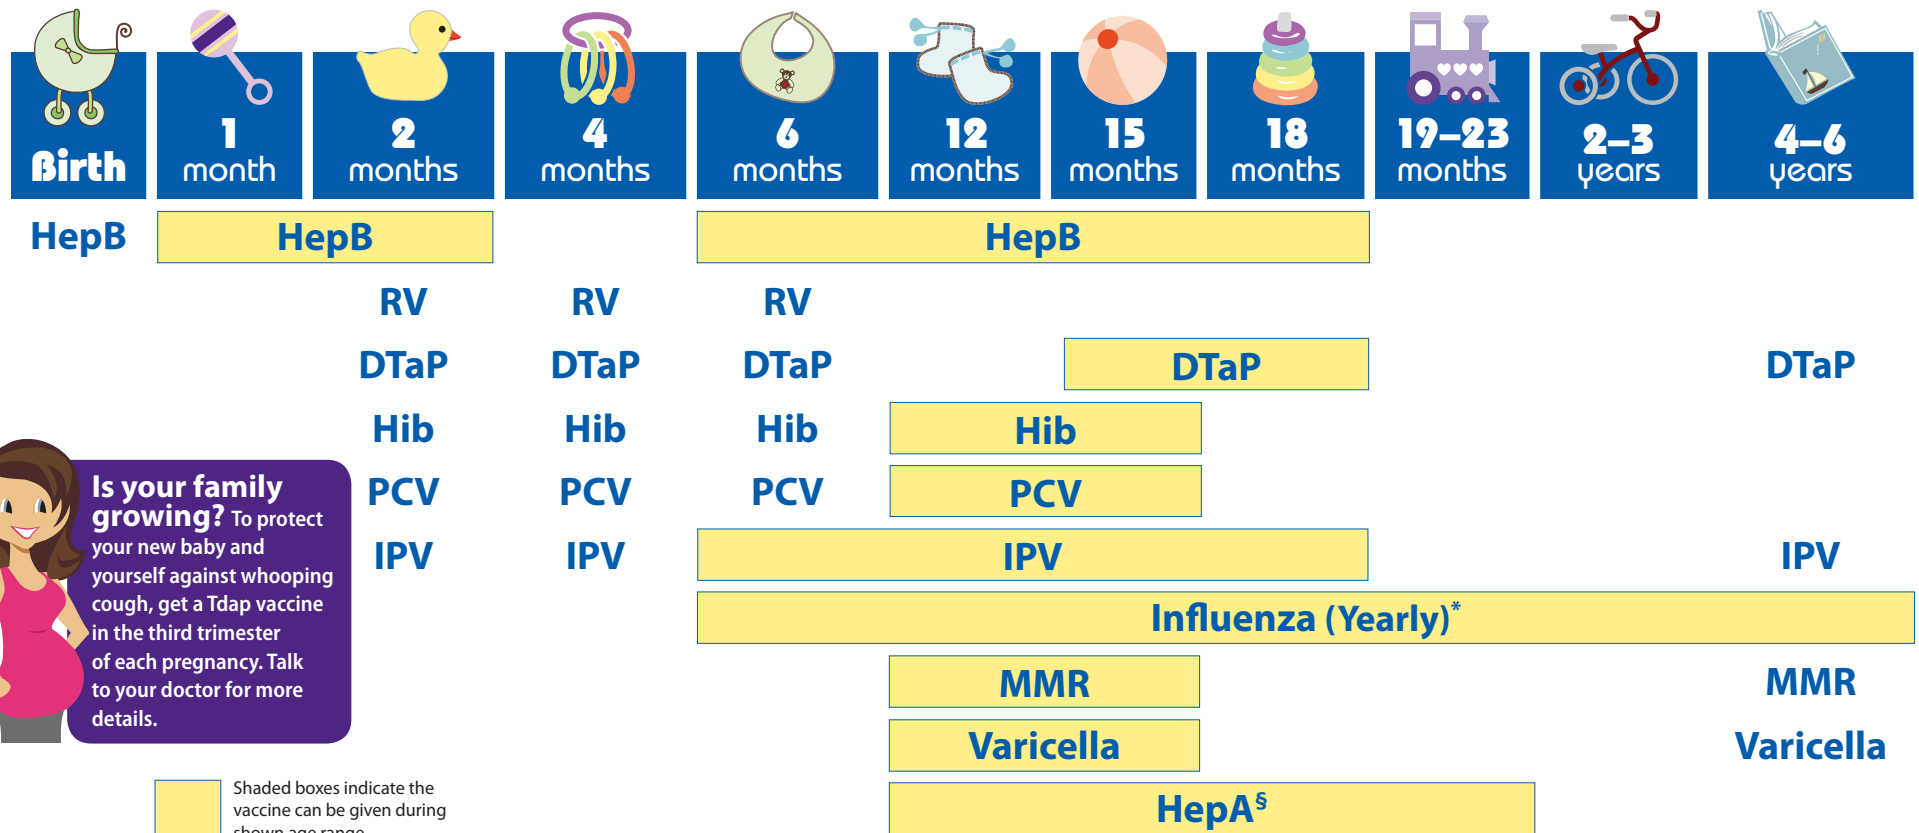 Birth
1
month
2
months
4
months
6
months
12
months
15
months
18
months
19–23
months
2–3
years
4–6
years
HepB HepB HepB
RV RV RV
DTaP DTaP DTaP DTaP DTaP
Hib Hib Hib Hib
PCV PCV PCV PCV
IPV IPV IPV IPV
Influenza (Yearly)*
MMR MMR
Varicella Varicella
HepA§
Is your family
growing? To protect
your new baby and
yourself against whooping
cough, get a Tdap vaccine
in the third trimester
of each pregnancy. Talk
to your doctor for more
details.
Shaded boxes indicate the
vaccine can be given during
shown age range.